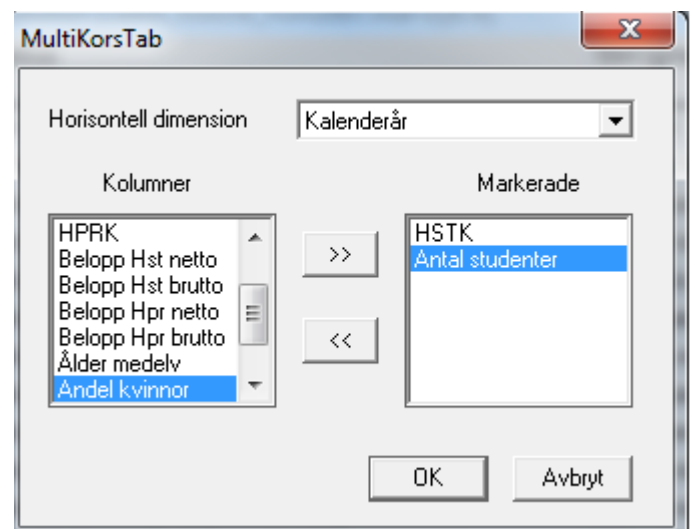 MultiKorsTab
X
Horisontell dimension Kalenderår
Kolumner Markerade
HPRK
Belopp Hst netto
Belopp Hst brutto
Belopp Hpr netto
Belopp Hpr brutto
Ålder medelv
Andel kvinnor
>>
<<
HSTK
Antal studenter
OK Avbryt